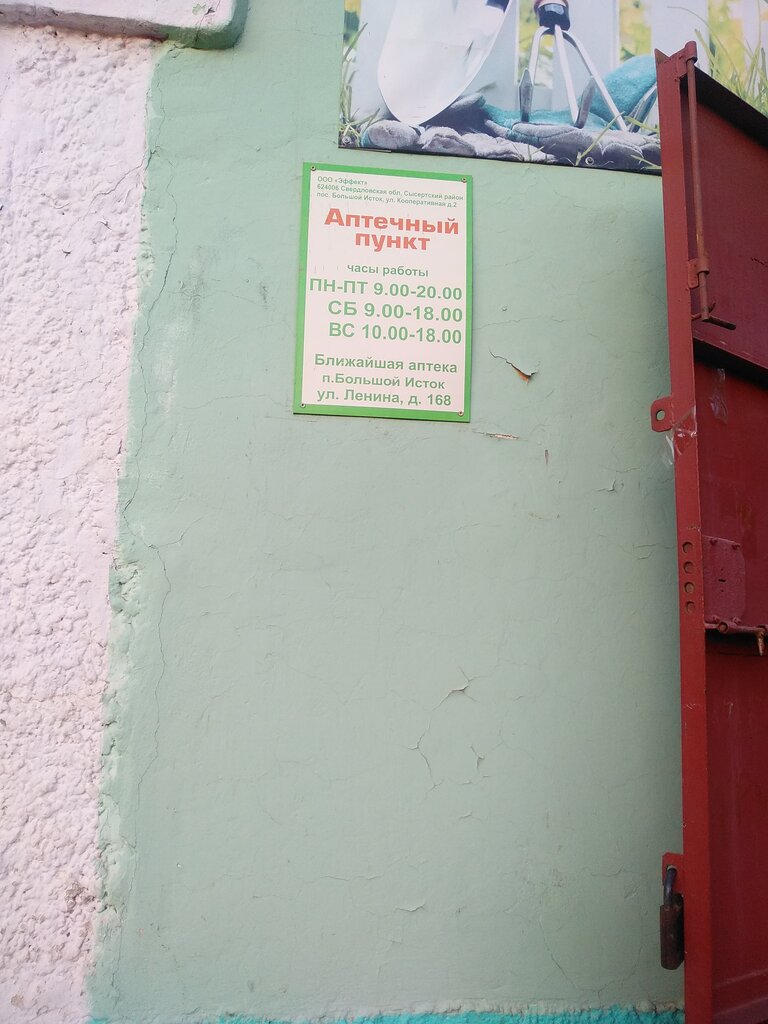 ООО «Эффект»
624006 Свердловская обл, Сысертский район
пос. Большой Исток, ул. Кооперативная д.2
Аптечный
пункт
часы работы
ПН-ПТ 9.00-20.00
СБ 9.00-18.00
ВС 10.00-18.00
Ближайшая аптека
п.Большой Исток
ул. Ленина, д. 168